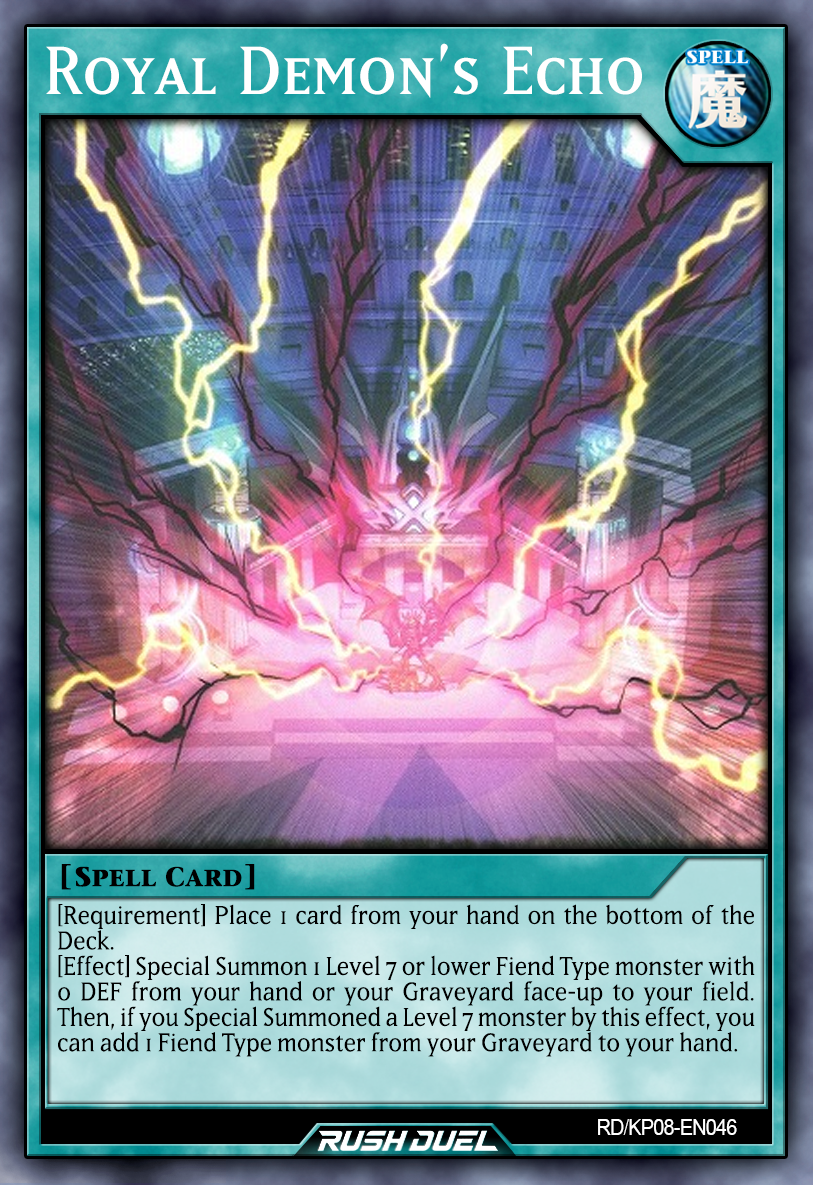 Royal Demon's Echo
SPELL
魔
[Spell Card]
[Requirement] Place 1 card from your hand on the bottom of the
Deck.
[Effect] Special Summon 1 Level 7 or lower Fiend Type monster with
0 DEF from your hand or your Graveyard face-up to your field.
Then, if you Special Summoned a Level 7 monster by this effect, you
can add 1 Fiend Type monster from your Graveyard to your hand.
RD/KP08-EN046
RUSH DUEL